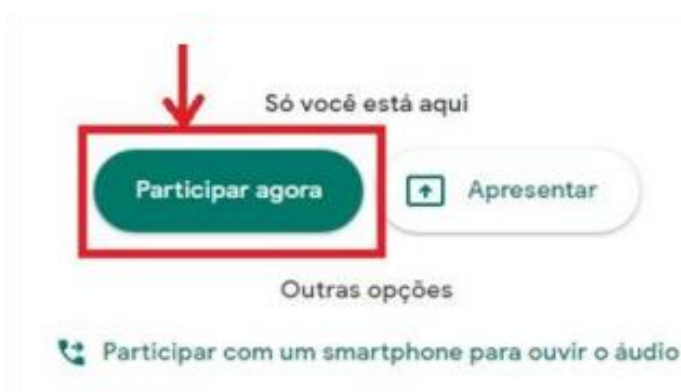 Só você está aqui
Participar agora
Apresentar
Outras opções
Participar com um smartphone para ouvir o áudio